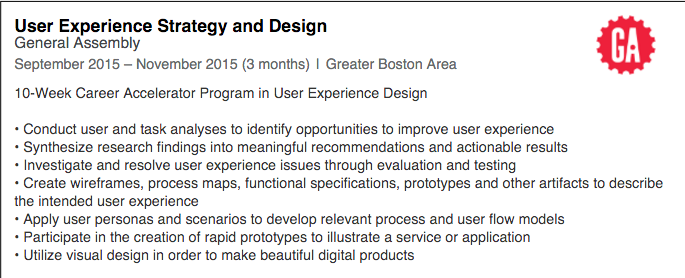 User Experience Strategy and Design
General Assembly
September 2015 – November 2015 (3 months) | Greater Boston Area
GA
10-Week Career Accelerator Program in User Experience Design
• Conduct user and task analyses to identify opportunities to improve user experience
• Synthesize research findings into meaningful recommendations and actionable results
• Investigate and resolve user experience issues through evaluation and testing
• Create wireframes, process maps, functional specifications, prototypes and other artifacts to describe
the intended user experience
• Apply user personas and scenarios to develop relevant process and user flow models
• Participate in the creation of rapid prototypes to illustrate a service or application
• Utilize visual design in order to make beautiful digital products